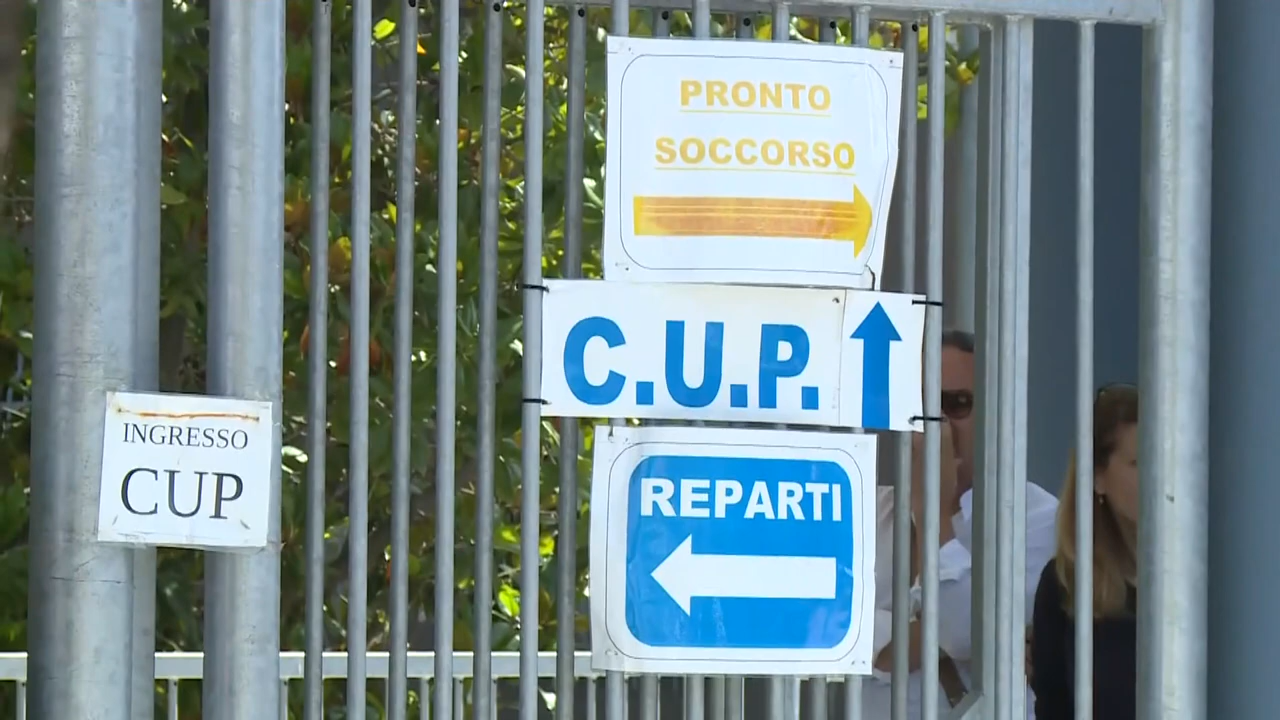 PRONTO
SOCCORSO
C.U.P.
INGRESSO
CUP
REPARTI